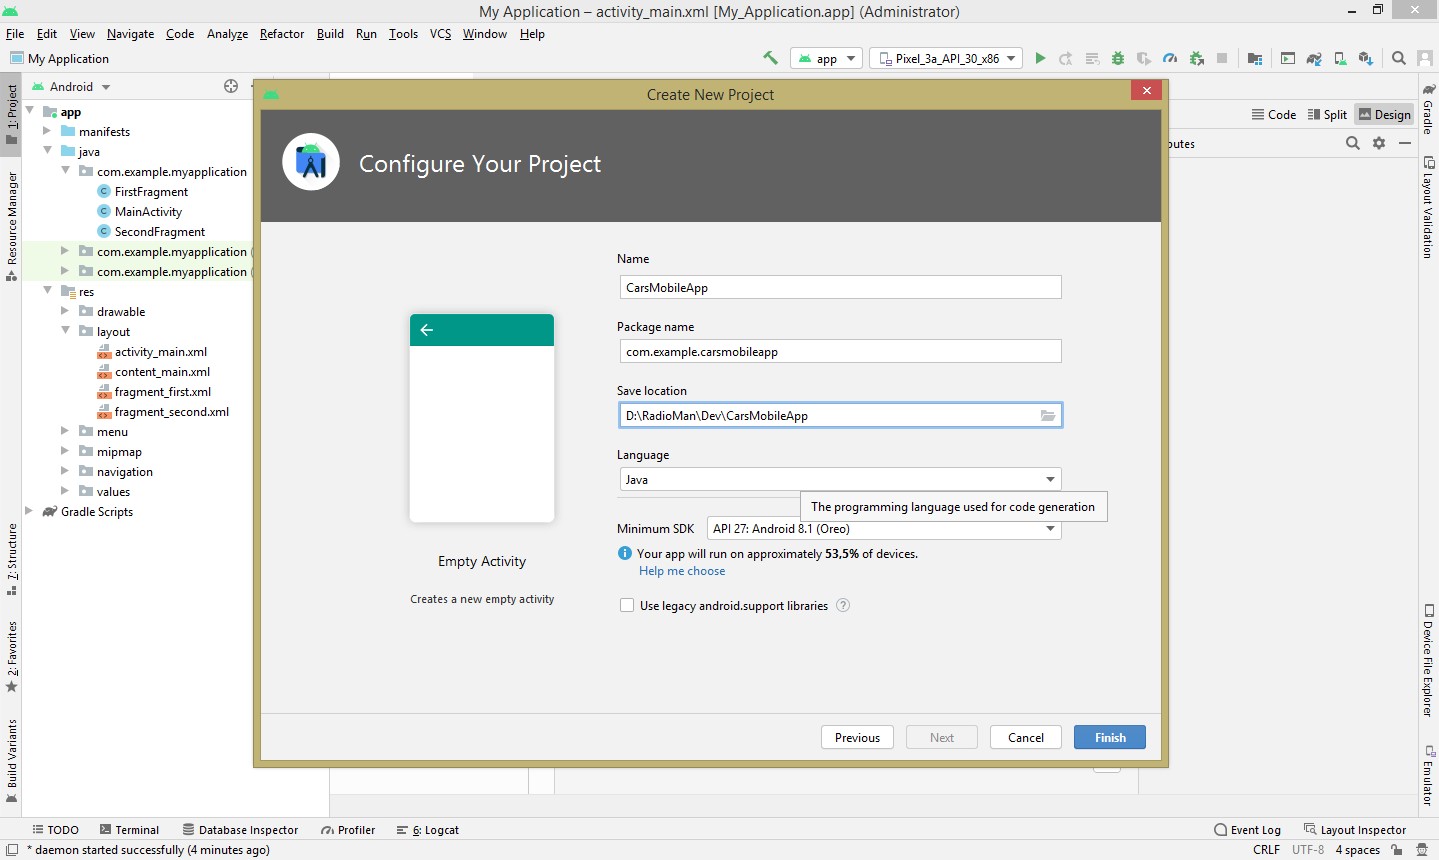 My Application – activity_main.xml [My_Application.app] (Administrator)
File Edit View Navigate Code Analyze Refactor Build Run Tools VCS Window Help
My Application
app
Pixel_3a_API_30_x86
1: Project
Resource Manager
7: Structure
2: Favorites
Build Variants
Android
app
manifests
java
com.example.myapplication
FirstFragment
MainActivity
SecondFragment
com.example.myapplication (
com.example.myapplication (
res
drawable
layout
activity_main.xml
content_main.xml
fragment_first.xml
fragment_second.xml
menu
mipmap
navigation
values
Gradle Scripts
Create New Project
Configure Your Project
Empty Activity
Creates a new empty activity
Name
CarsMobileApp
Package name
com.example.carsmobileapp
Save location
D:\RadioMan\Dev\CarsMobileApp
Language
Java
The programming language used for code generation
Minimum SDK API 27: Android 8.1 (Oreo)
Your app will run on approximately 53,5% of devices.
Help me choose
Use legacy android.support libraries ?
Previous Next Cancel Finish
Code Split Design
butes
Gradle
Layout Validation
Device File Explorer
Emulator
TODO Terminal Database Inspector Profiler 6: Logcat Event Log Layout Inspector
* daemon started successfully (4 minutes ago) CRLF UTF-8 4 spaces